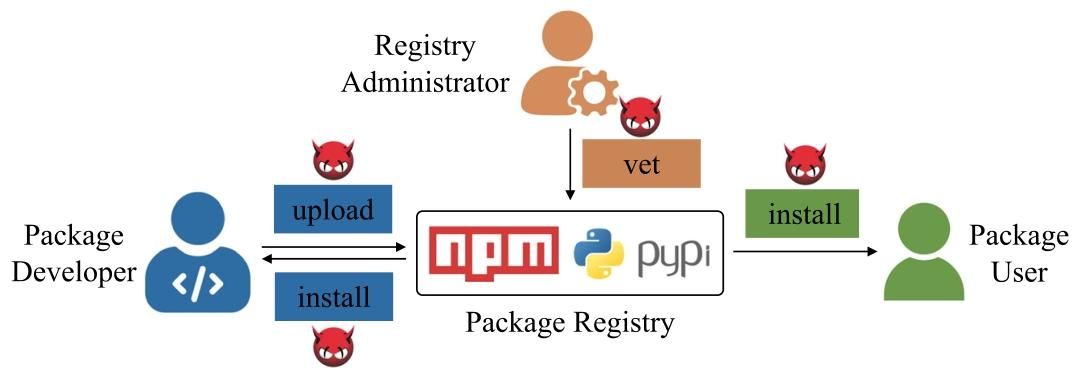 Registry
Administrator
vet
upload
install
Package
Developer
</>
install
npm
pypi
Package
User
Package Registry